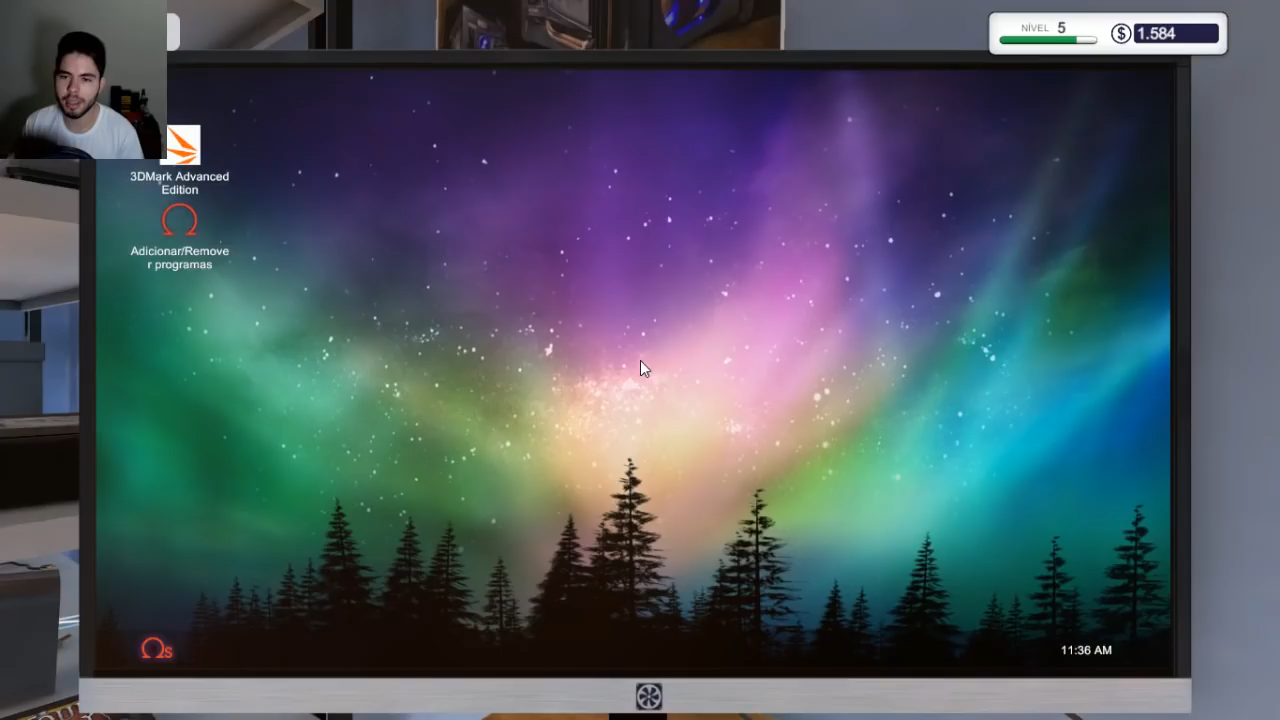 NÍVEL 5
$ 1.584
3DMark Advanced
Edition
Adicionar/Remove
r programas
Ωs
11:36 AM